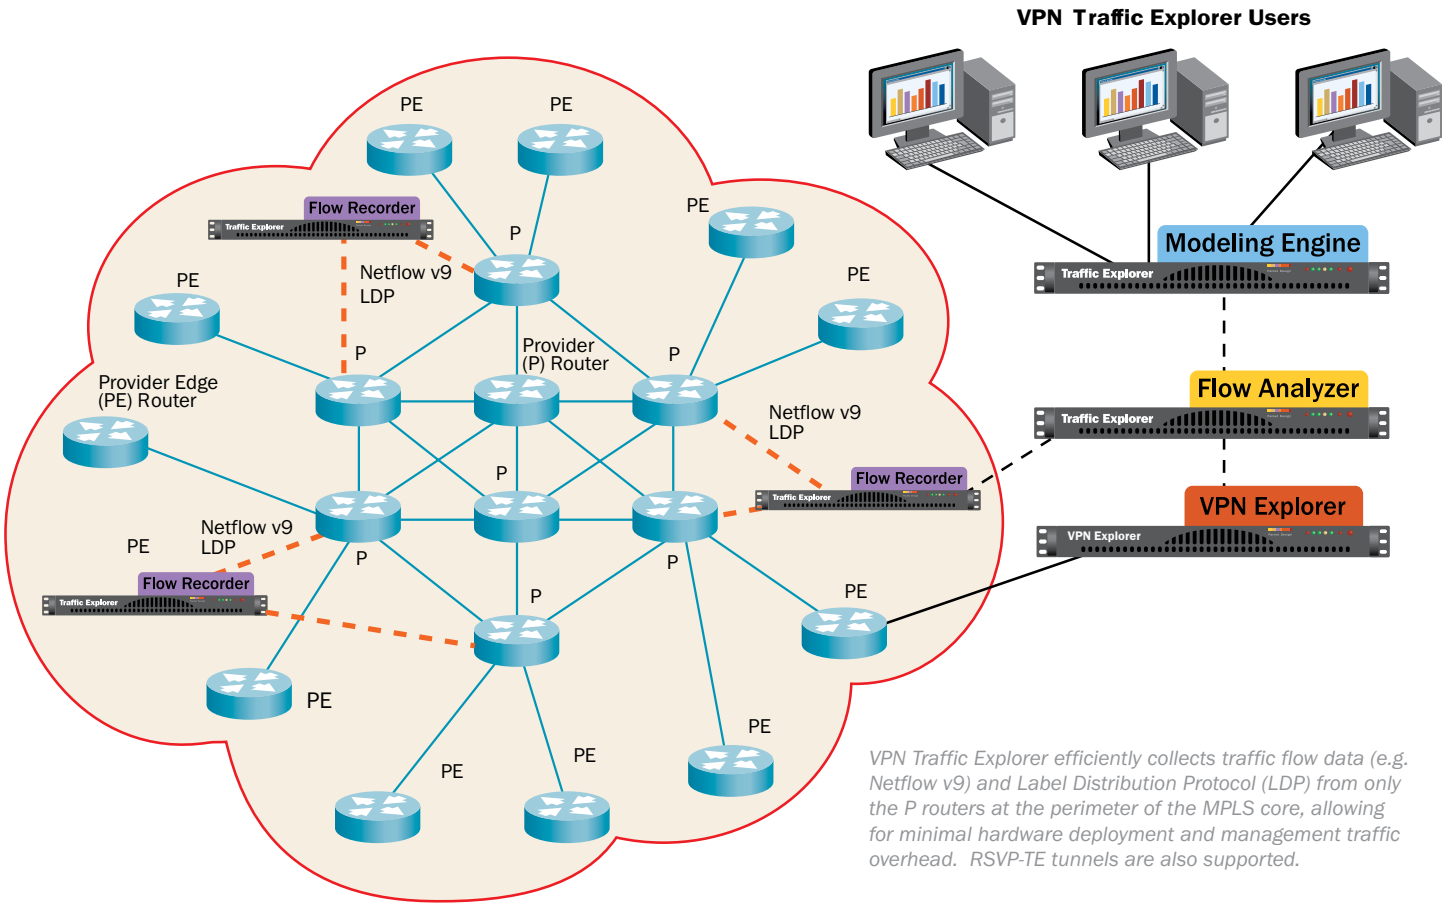 VPN Traffic Explorer Users
PE
PE
Flow Recorder
Traffic Explorer
PE
P
Modeling Engine
Traffic Explorer
Netflow v9
LDP
PE
PE
P
Provider
(P) Router
P
Provider Edge
(PE) Router
Flow Analyzer
Traffic Explorer
Netflow v9
LDP
P
Flow Recorder
Traffic Explorer
VPN Explorer
VPN Explorer
Netflow v9
LDP
PE
P
P
Flow Recorder
Traffic Explorer
P
PE
PE
PE
PE
PE
VPN Traffic Explorer efficiently collects traffic flow data (e.g.
Netflow v9) and Label Distribution Protocol (LDP) from only
the P routers at the perimeter of the MPLS core, allowing
for minimal hardware deployment and management traffic
overhead.  RSVP-TE tunnels are also supported.